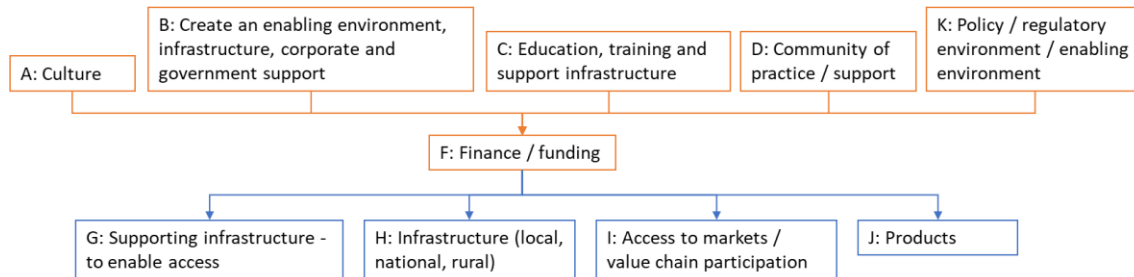 A: Culture
B: Create an enabling environment,
infrastructure, corporate and
government support
C: Education, training and
support infrastructure
D: Community of
practice / support
K: Policy / regulatory
environment / enabling
environment
F: Finance / funding
G: Supporting infrastructure -
to enable access
H: Infrastructure (local,
national, rural)
I: Access to markets /
value chain participation
J: Products